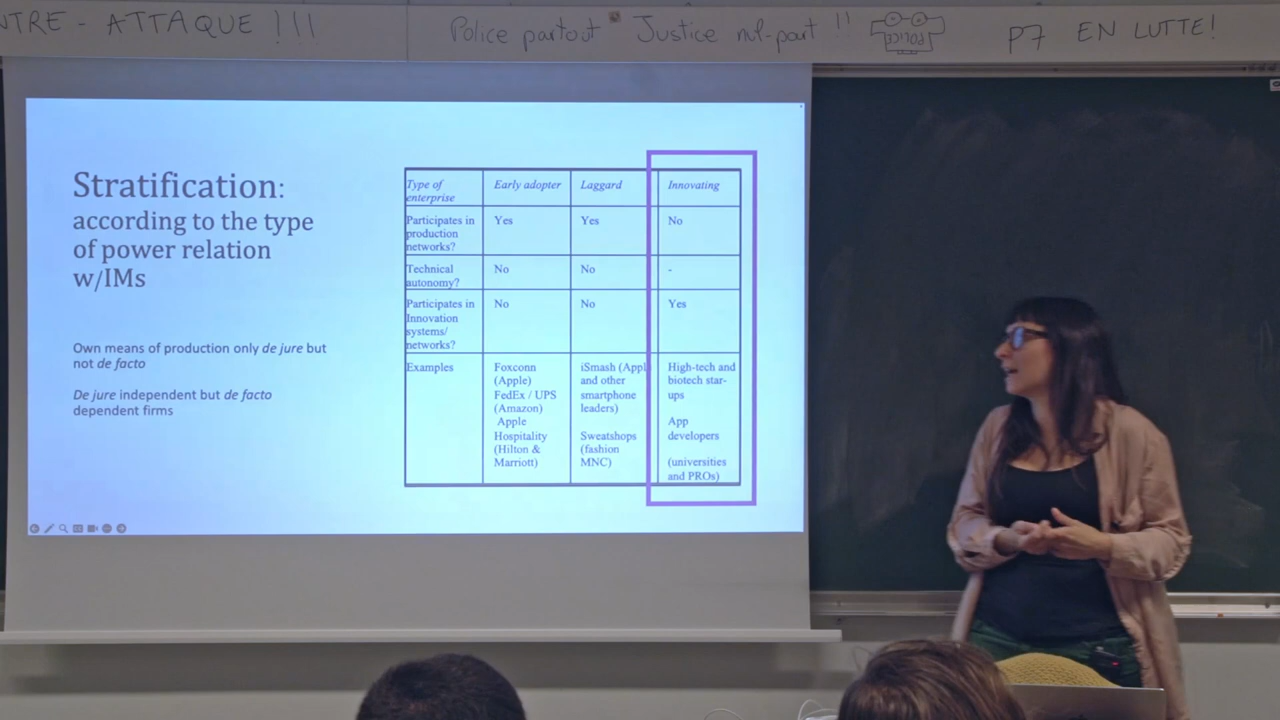 NTRE - ATTAQUE !!!
Police partout Justice nul-part !!
POLICE
P7 EN LUTTE!
Stratification:
according to the type
of power relation
w/IMs
Own means of production only de jure but
not de facto
De jure independent but de facto
dependent firms
Type of
enterprise
Early adopter
Laggard
Innovating
Participates in
production
networks?
Yes
Yes
No
Technical
autonomy?
No
No
-
Participates in
Innovation
systems/
networks?
No
No
Yes
Examples
Foxconn
(Apple)
FedEx / UPS
(Amazon)
Apple
Hospitality
(Hilton &
Marriott)
iSmash (Appl
and other
smartphone
leaders)
Sweatshops
(fashion
MNC)
High-tech and
biotech star-
ups
App
developers
(universities
and PROs)